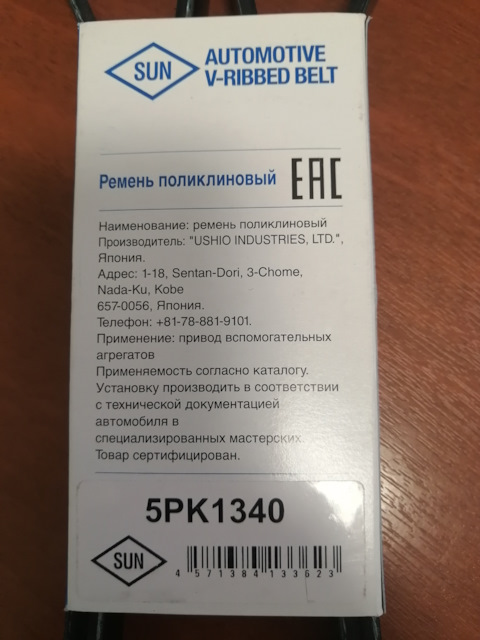 SUN
AUTOMOTIVE
V-RIBBED BELT
Ремень поликлиновый
EAC
Наименование: ремень поликлиновый
Производитель: "USHIO INDUSTRIES, LTD.",
Япония.
Адрес: 1-18, Sentan-Dori, 3-Chome,
Nada-Ku, Kobe
657-0056, Япония.
Телефон: +81-78-881-9101.
Применение: привод вспомогательных
агрегатов
Применяемость согласно каталогу.
Установку производить в соответствии
с технической документацией
автомобиля в
специализированных мастерских.
Товар сертифицирован.
5PK1340
SUN
4 571384 133623